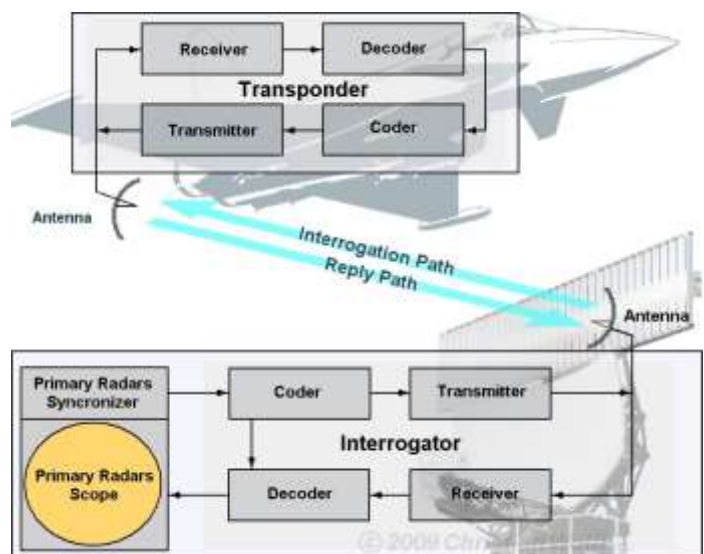 Receiver
Decoder
Transponder
Transmitter
Coder
Antenna
Interrogation Path
Reply Path
Antenna
Primary Radars
Syncronizer
Coder
Transmitter
Interrogator
Primary Radars
Scope
Decoder
Receiver
© 2009